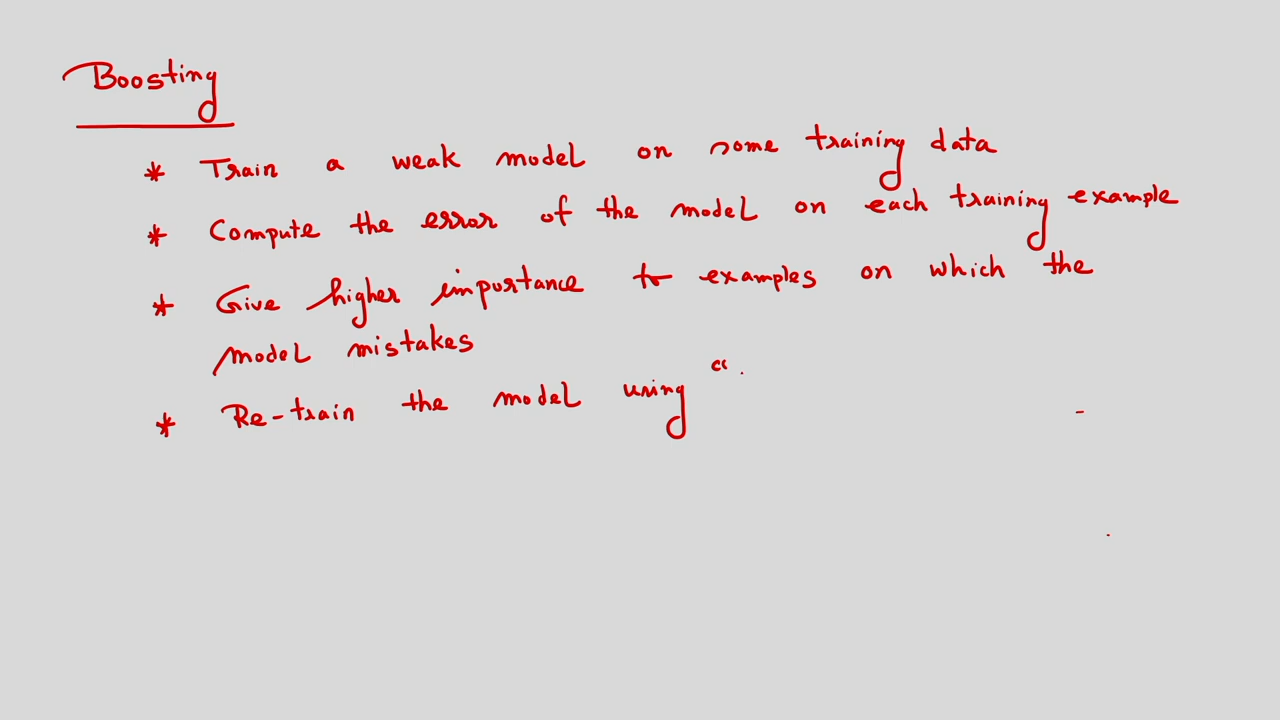 Boosting
* Train a weak model on some training data
* Compute the error of the model on each training example
* Give higher importance to examples on which the
model mistakes
* Re-train the model using "